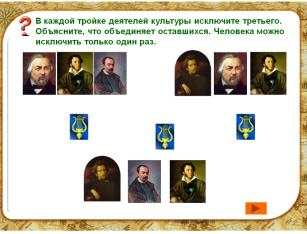 В каждой тройке деятелей культуры исключите третьего.
Объясните, что объединяет оставшихся. Человека можно
исключить только один раз.